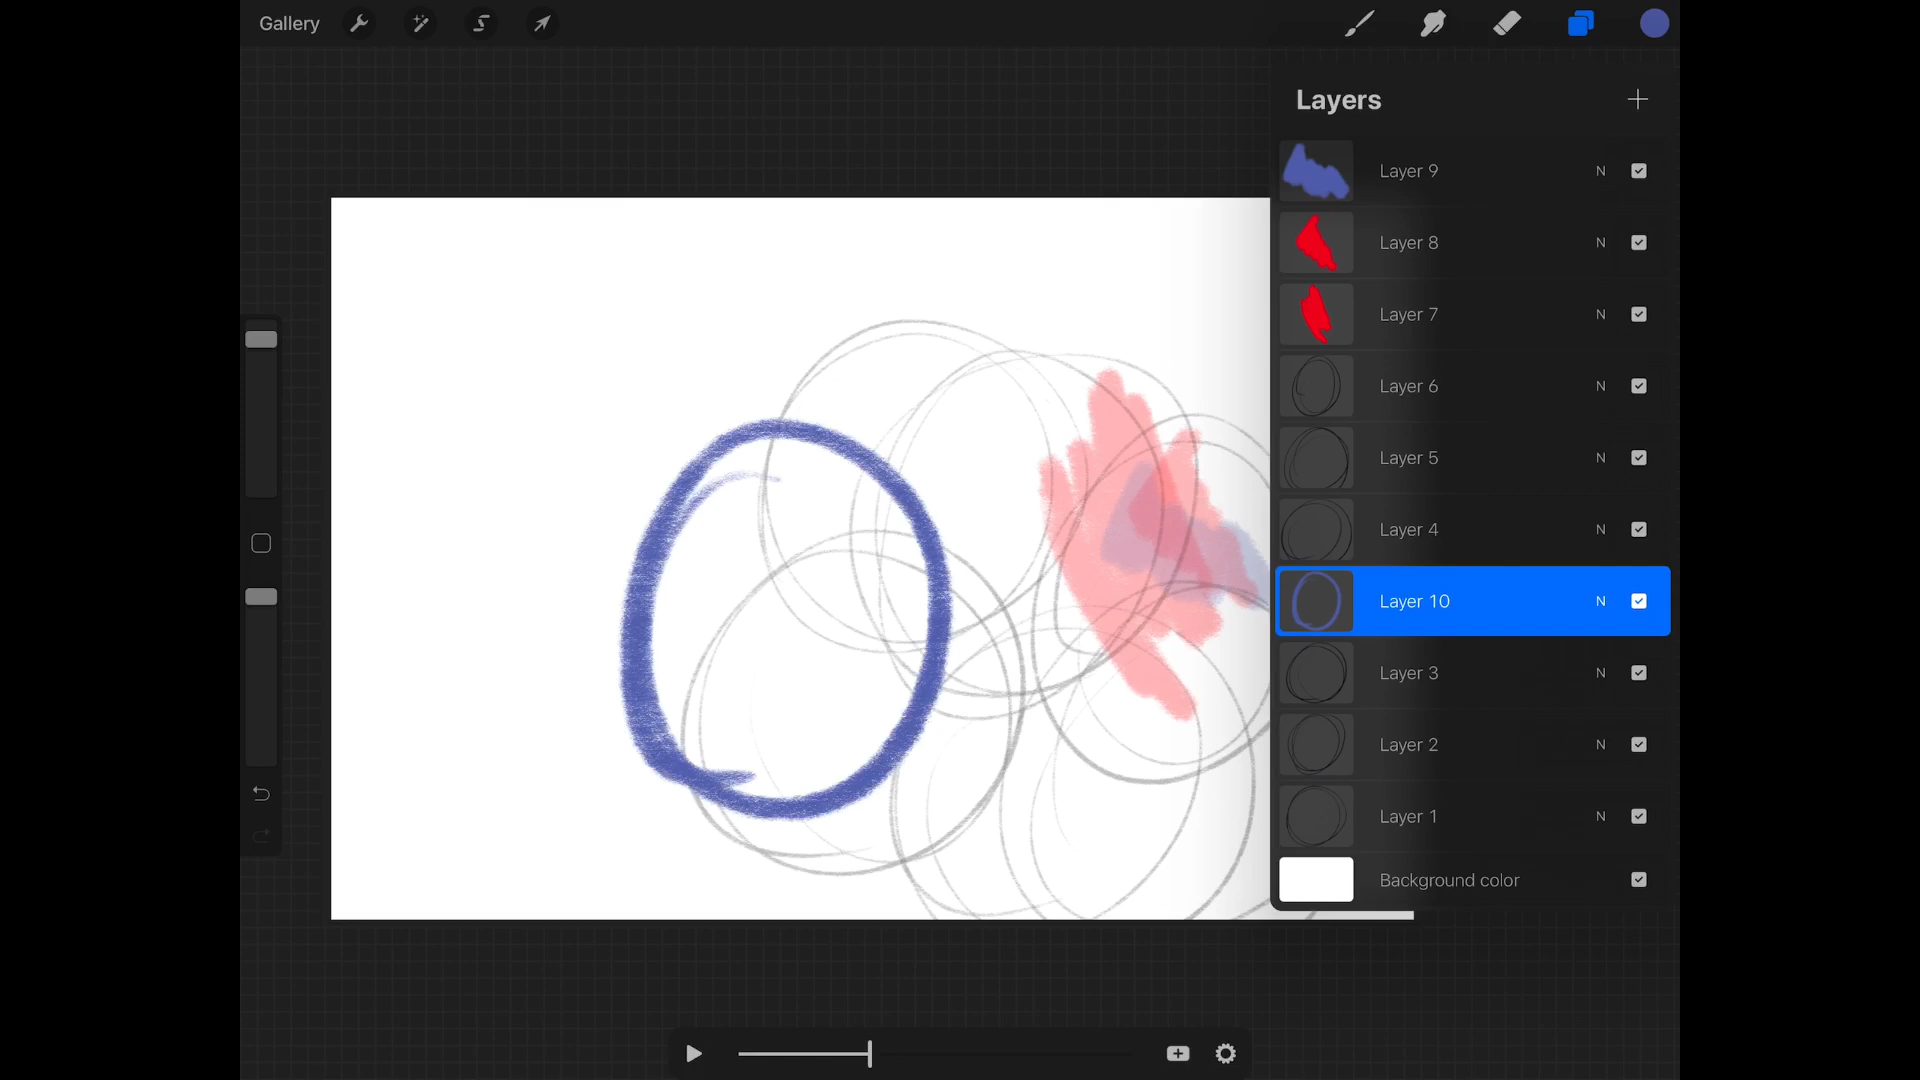 Gallery
Layers
Layer 9 N
Layer 8 N
Layer 7 N
Layer 6 N
Layer 5 N
Layer 4 N
Layer 10 N
Layer 3 N
Layer 2 N
Layer 1 N
Background color